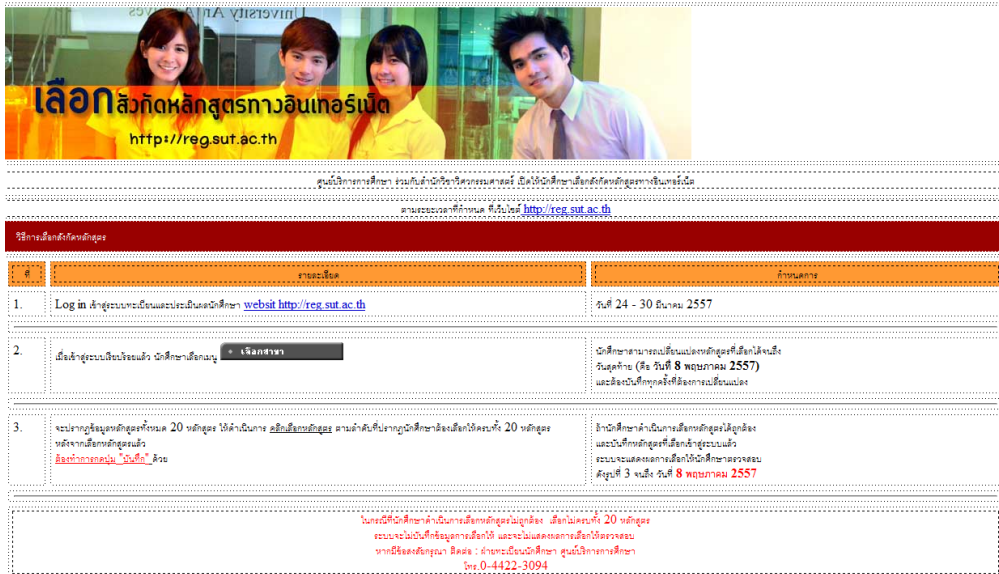 University An Ar
เลือกสังกัดหลักสูตรทางอินเทอร์เน็ต
http://reg.sut.ac.th
ศูนย์บริการการศึกษา ร่วมกับสำนักวิชาวิศวกรรมศาสตร์ เปิดให้นักศึกษาเลือกสังกัดหลักสูตรทางอินเทอร์เน็ต
ตามระยะเวลาที่กำหนด ที่เว็บไซต์ http://reg.sut.ac.th
วิธีการเลือกสังกัดหลักสูตร
ที่ รายละเอียด กำหนดการ
1. Log in เข้าสู่ระบบทะเบียนและประเมินผลนักศึกษา websit http://reg.sut.ac.th วันที่ 24 - 30 มีนาคม 2557
2. เมื่อเข้าสู่ระบบเรียบร้อยแล้ว นักศึกษาเลือกเมนู เลือกสาขา
นักศึกษาสามารถเปลี่ยนแปลงหลักสูตรที่เลือกได้จนถึง
วันสุดท้าย (คือ วันที่ 8 พฤษภาคม 2557)
และต้องบันทึกทุกครั้งที่ต้องการเปลี่ยนแปลง
3. จะปรากฏข้อมูลหลักสูตรทั้งหมด 20 หลักสูตร ให้ดำเนินการ คลิกเลือกหลักสูตร ตามลำดับที่ปรากฏนักศึกษาต้องเลือกให้ครบทั้ง 20 หลักสูตร
หลังจากเลือกหลักสูตรแล้ว
ต้องทำการกดปุ่ม "บันทึก" ด้วย
ถ้านักศึกษาดำเนินการเลือกหลักสูตรได้ถูกต้อง
และบันทึกหลักสูตรที่เลือกเข้าสู่ระบบแล้ว
ระบบจะแสดงผลการเลือกให้นักศึกษาตรวจสอบ
ดังรูปที่ 3 จนถึง วันที่ 8 พฤษภาคม 2557
ในกรณีที่นักศึกษาดำเนินการเลือกหลักสูตรไม่ถูกต้อง เลือกไม่ครบทั้ง 20 หลักสูตร
ระบบจะไม่บันทึกข้อมูลการเลือกให้ และจะไม่แสดงผลการเลือกให้ตรวจสอบ
หากมีข้อสงสัยกรุณา ติดต่อ : ฝ่ายทะเบียนนักศึกษา ศูนย์บริการการศึกษา
โทร.0-4422-3094